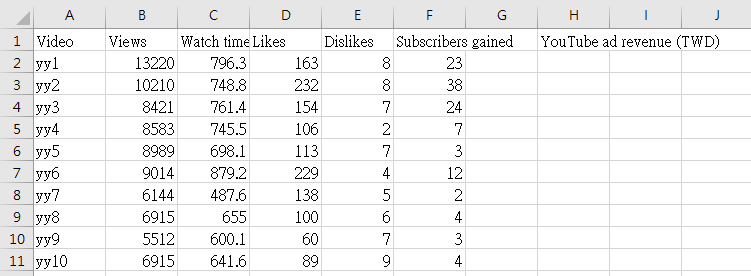 A B C D E F G H I J
1 Video Views Watch time Likes Dislikes Subscribers gained YouTube ad revenue (TWD)
2 yy1 13220 796.3 163 8 23
3 yy2 10210 748.8 232 8 38
4 yy3 8421 761.4 154 7 24
5 yy4 8583 745.5 106 2 7
6 yy5 8989 698.1 113 7 3
7 yy6 9014 879.2 229 4 12
8 yy7 6144 487.6 138 5 2
9 yy8 6915 655 100 6 4
10 yy9 5512 600.1 60 7 3
11 yy10 6915 641.6 89 9 4